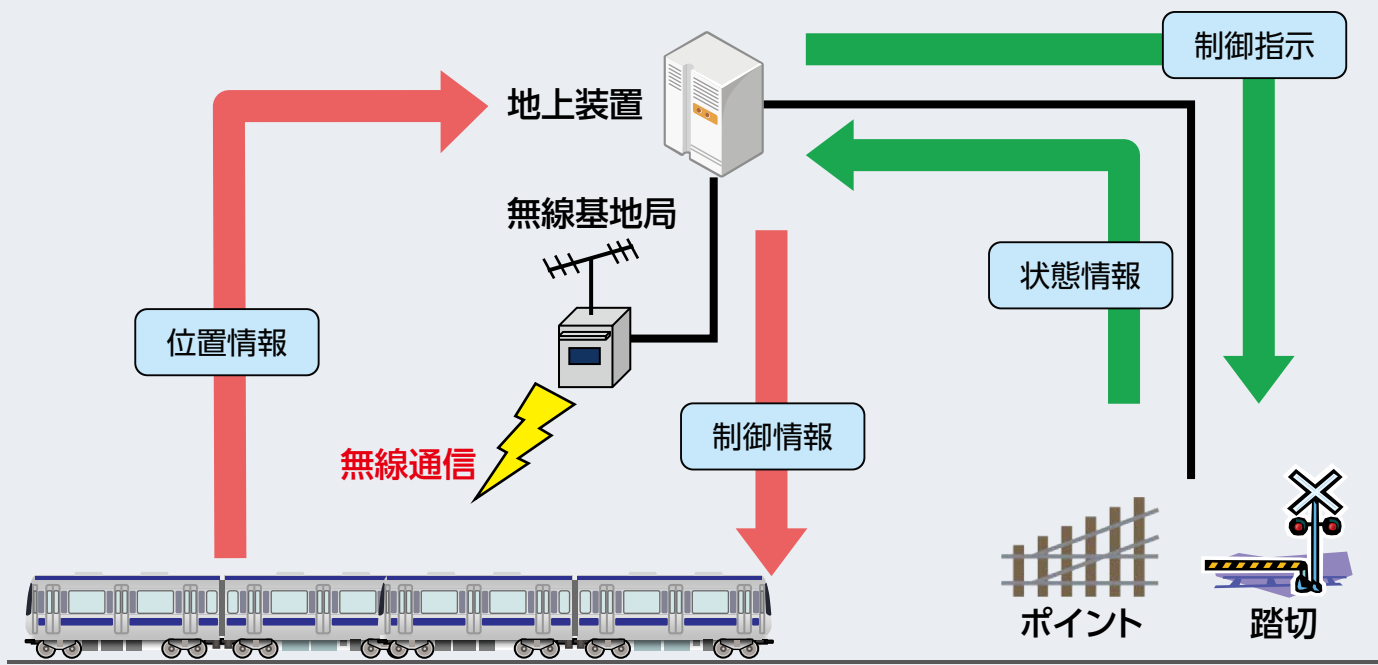 制御指示
地上装置
無線基地局
状態情報
位置情報
制御情報
無線通信
ポイント
踏切